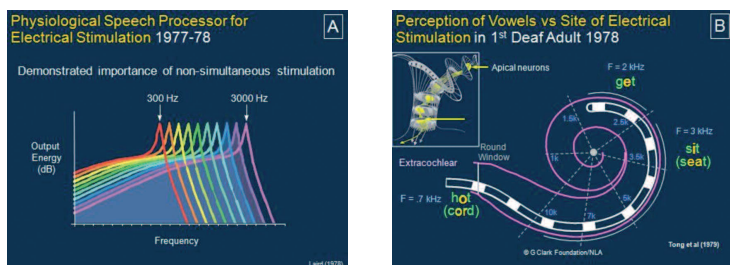 Physiological Speech Processor for
Electrical Stimulation 1977-78
A
Demonstrated importance of non-simultaneous stimulation
300 Hz
3000 Hz
Output
Energy
(dB)
Frequency
Laird (1978)
Perception of Vowels vs Site of Electrical
Stimulation in 1st Deaf Adult 1978
B
Apical neurons
F = 2 kHz
get
1.5k
2.5k
F = 3 kHz
sit
(seat)
Round
Window
Extracochlear
1k
3.5k
F = .7 kHz
hot
(cord)
10k
7k
5k
© G Clark Foundation/NLA
Tong et al (1979)